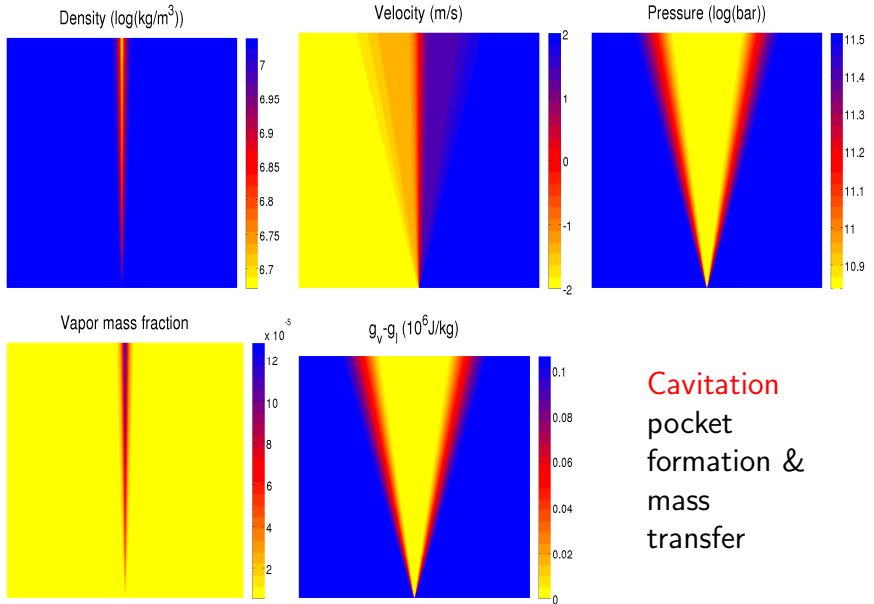 Density (log(kg/m³))
7
6.95
6.9
6.85
6.8
6.75
6.7
Velocity (m/s)
2
1
0
-1
-2
Pressure (log(bar))
11.5
11.4
11.3
11.2
11.1
11
10.9
Vapor mass fraction
x 10⁻⁵
12
10
8
6
4
2
g_v-g_l (10⁶J/kg)
0.1
0.08
0.06
0.04
0.02
0
Cavitation
pocket
formation &
mass
transfer